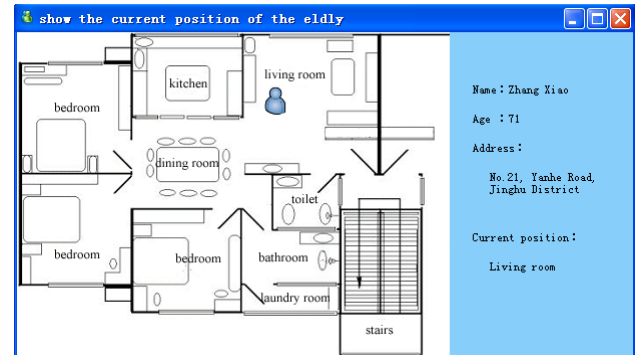 show the current position of the eldly
kitchen
living room
bedroom
dining room
toilet
bedroom
bedroom
bathroom
laundry room
stairs
Name:Zhang Xiao
Age :71
Address:
No.21, Yanhe Road,
Jinghu District
Current position:
Living room